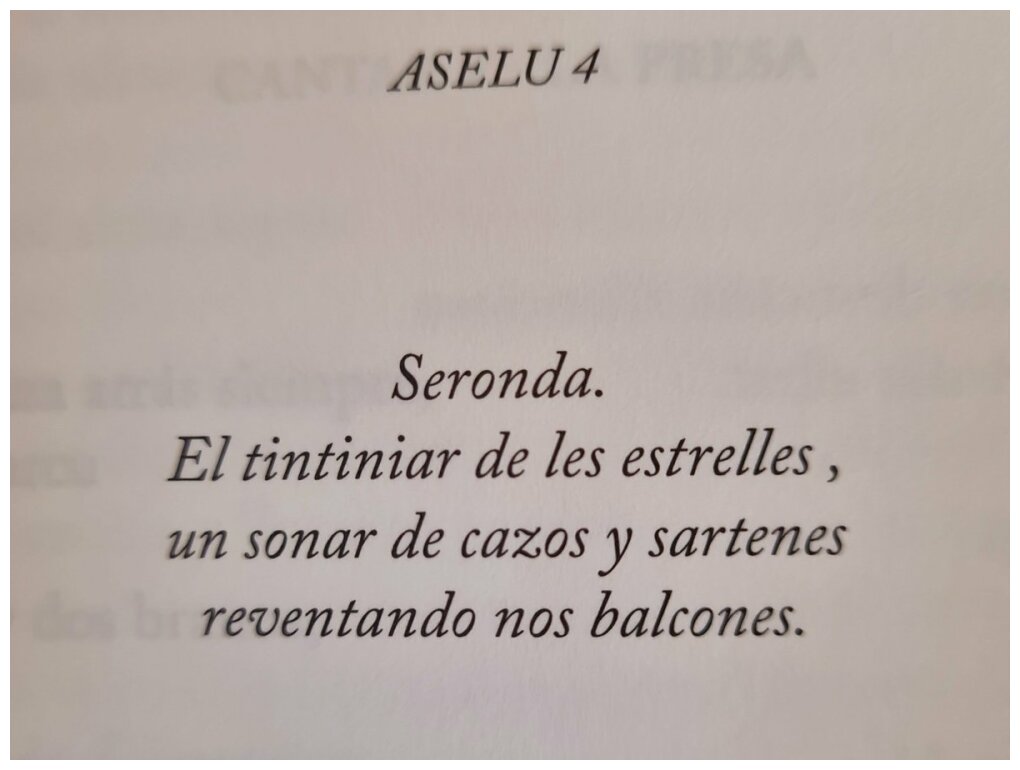 ASELU 4
Seronda.
El tintiniar de les estrelles ,
un sonar de cazos y sartenes
reventando nos balcones.